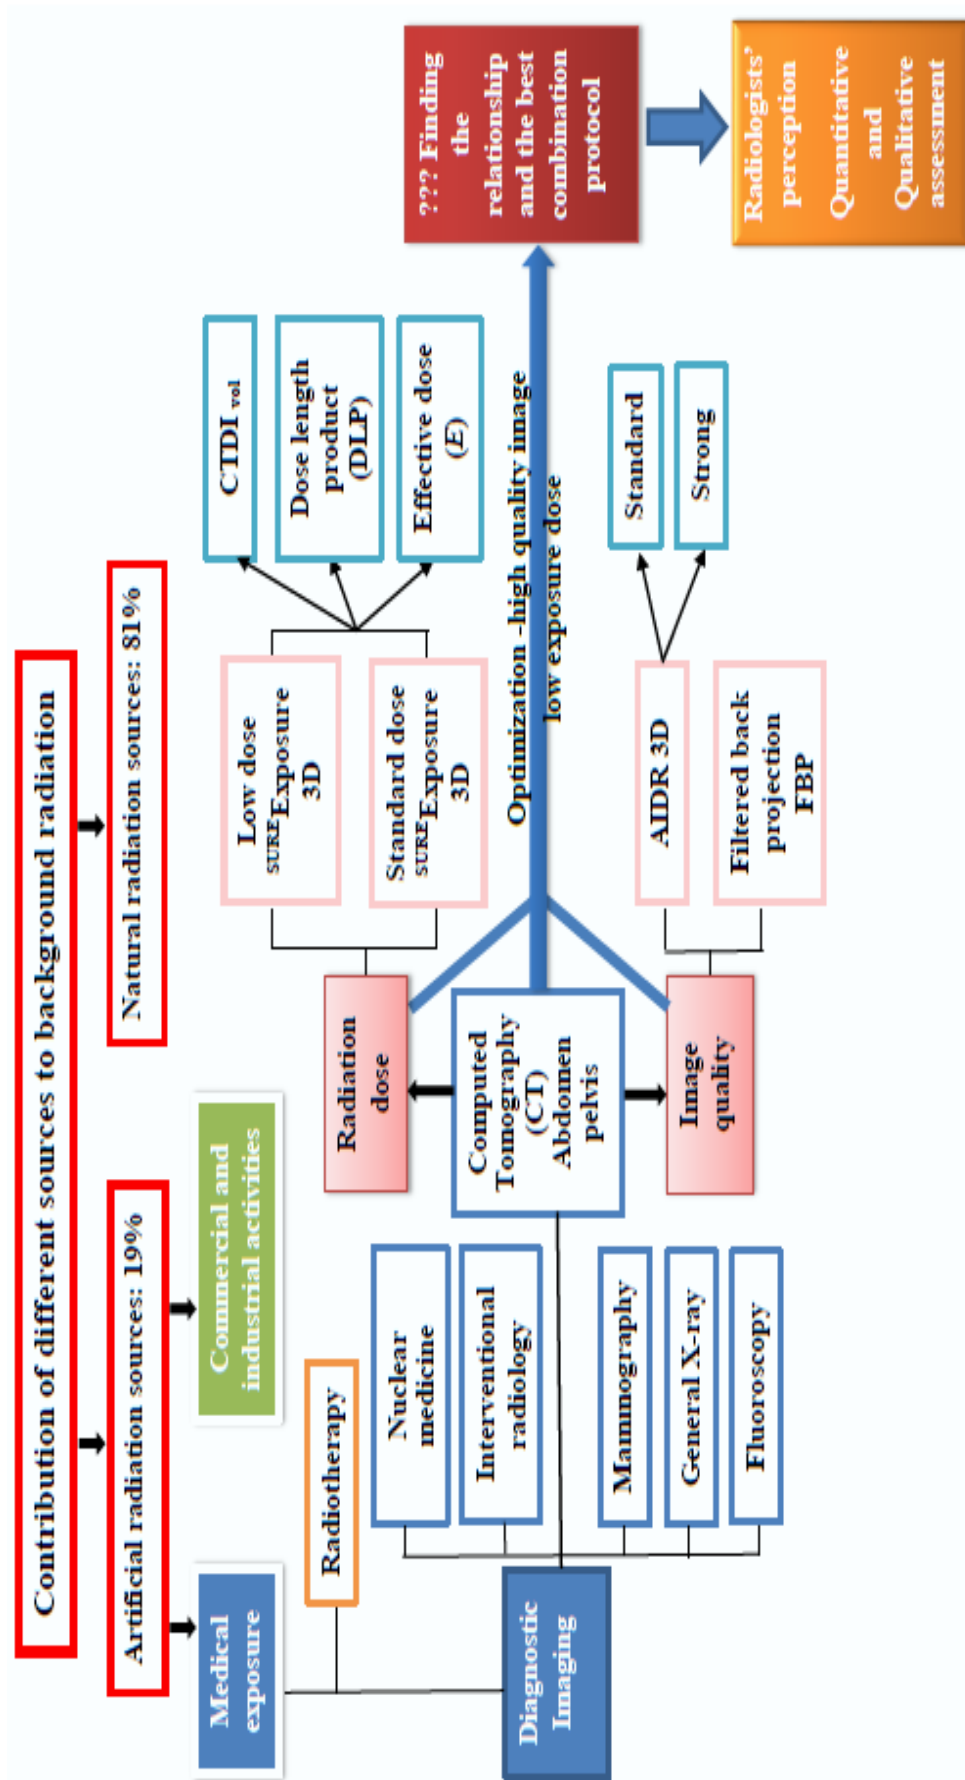 Contribution of different sources to background radiation
Artificial radiation sources: 19%
Natural radiation sources: 81%
Medical
exposure
Commercial and
industrial activities
Radiotherapy
Diagnostic
Imaging
Nuclear
medicine
Interventional
radiology
Mammography
General X-ray
Fluoroscopy
Computed
Tomography
(CT)
Abdomen
pelvis
Radiation
dose
Image
quality
Low dose
SUREExposure
3D
Standard dose
SUREExposure
3D
CTDI vol
Dose length
product
(DLP)
Effective dose
(E)
Optimization -high quality image
low exposure dose
AIDR 3D
Filtered back
projection
FBP
Standard
Strong
??? Finding
the
relationship
and the best
combination
protocol
Radiologists’
perception
Quantitative
and
Qualitative
assessment